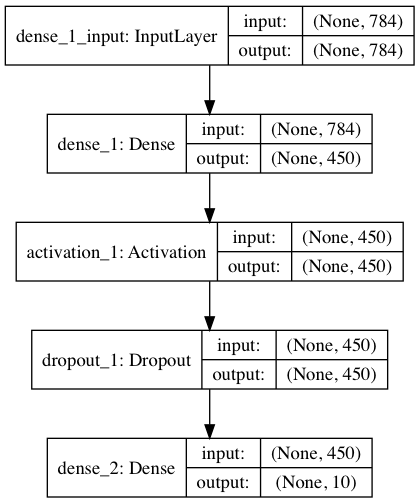 dense_1_input: InputLayer input: (None, 784)
output: (None, 784)
dense_1: Dense input: (None, 784)
output: (None, 450)
activation_1: Activation input: (None, 450)
output: (None, 450)
dropout_1: Dropout input: (None, 450)
output: (None, 450)
dense_2: Dense input: (None, 450)
output: (None, 10)